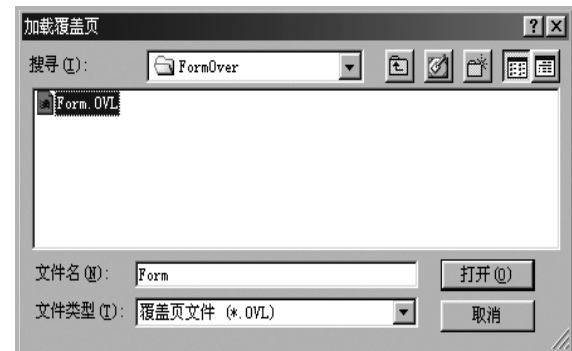 加载覆盖页
搜寻(I): FormOver
Form.OVL
文件名(N): Form 打开(O)
文件类型(T): 覆盖页文件 (*.OVL) 取消